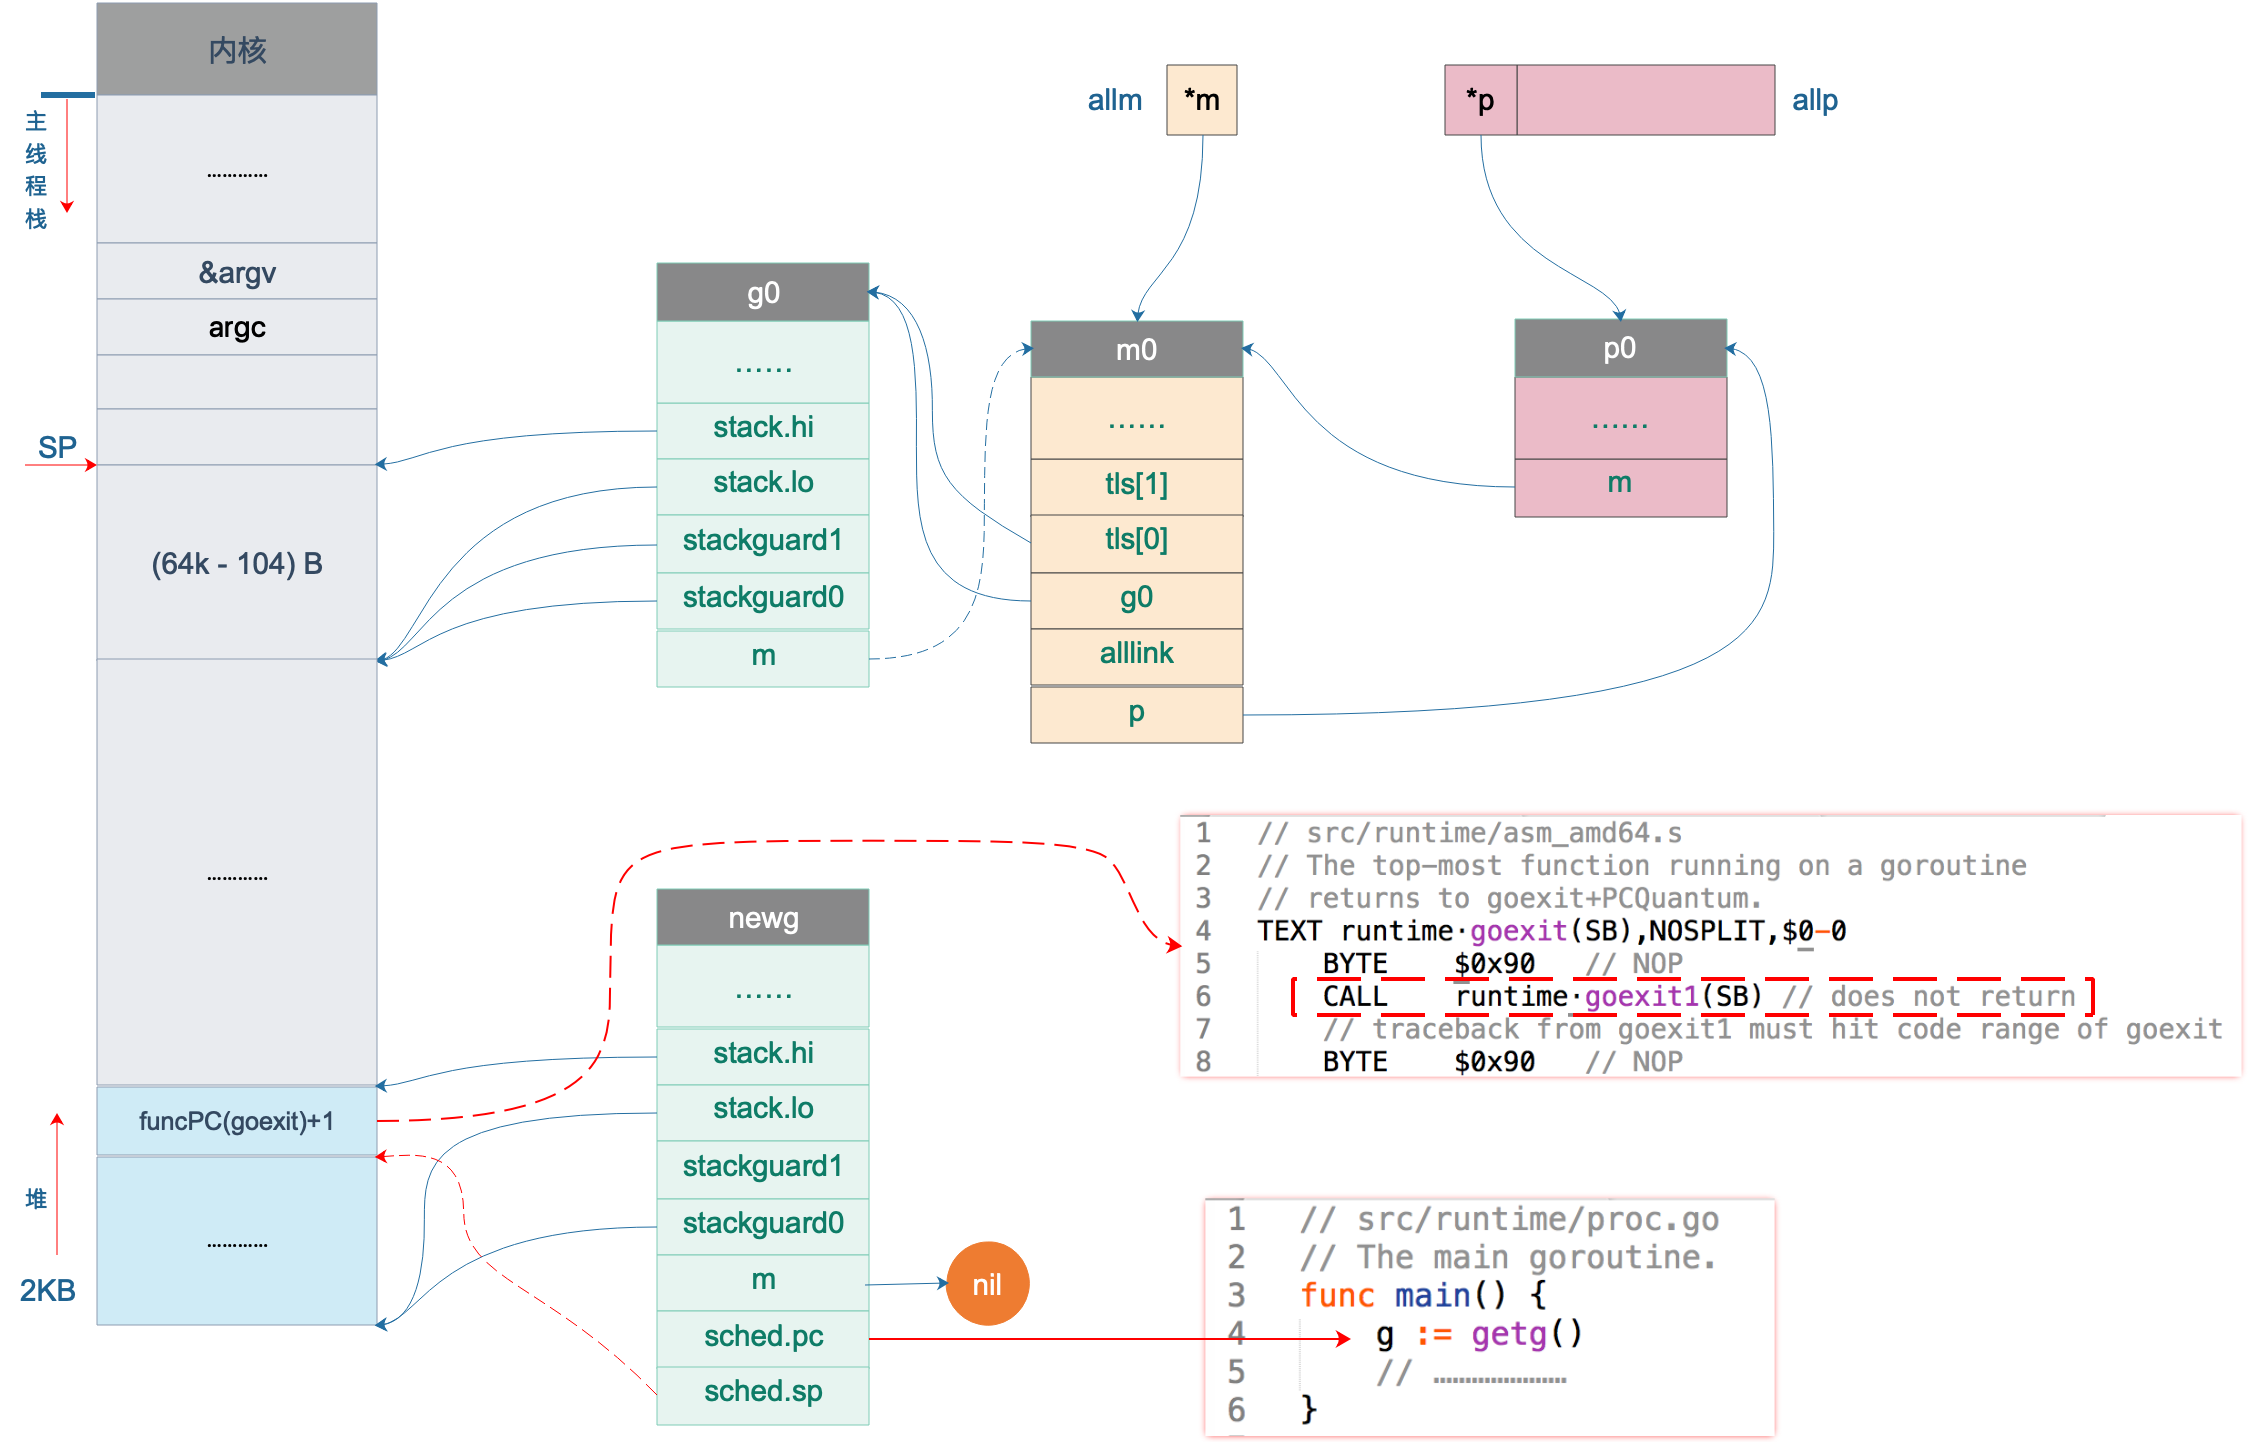 内核
主线程栈
…………
&argv
argc
SP
(64k - 104) B
…………
funcPC(goexit)+1
堆
…………
2KB
allm
*m
*p
allp
g0
……
stack.hi
stack.lo
stackguard1
stackguard0
m
m0
……
tls[1]
tls[0]
g0
alllink
p
p0
……
m
newg
……
stack.hi
stack.lo
stackguard1
stackguard0
m
sched.pc
sched.sp
nil
1 // src/runtime/asm_amd64.s
2 // The top-most function running on a goroutine
3 // returns to goexit+PCQuantum.
4 TEXT runtime·goexit(SB),NOSPLIT,$0-0
5 BYTE $0x90 // NOP
6 CALL runtime·goexit1(SB) // does not return
7 // traceback from goexit1 must hit code range of goexit
8 BYTE $0x90 // NOP
1 // src/runtime/proc.go
2 // The main goroutine.
3 func main() {
4 g := getg()
5 // …………………
6 }